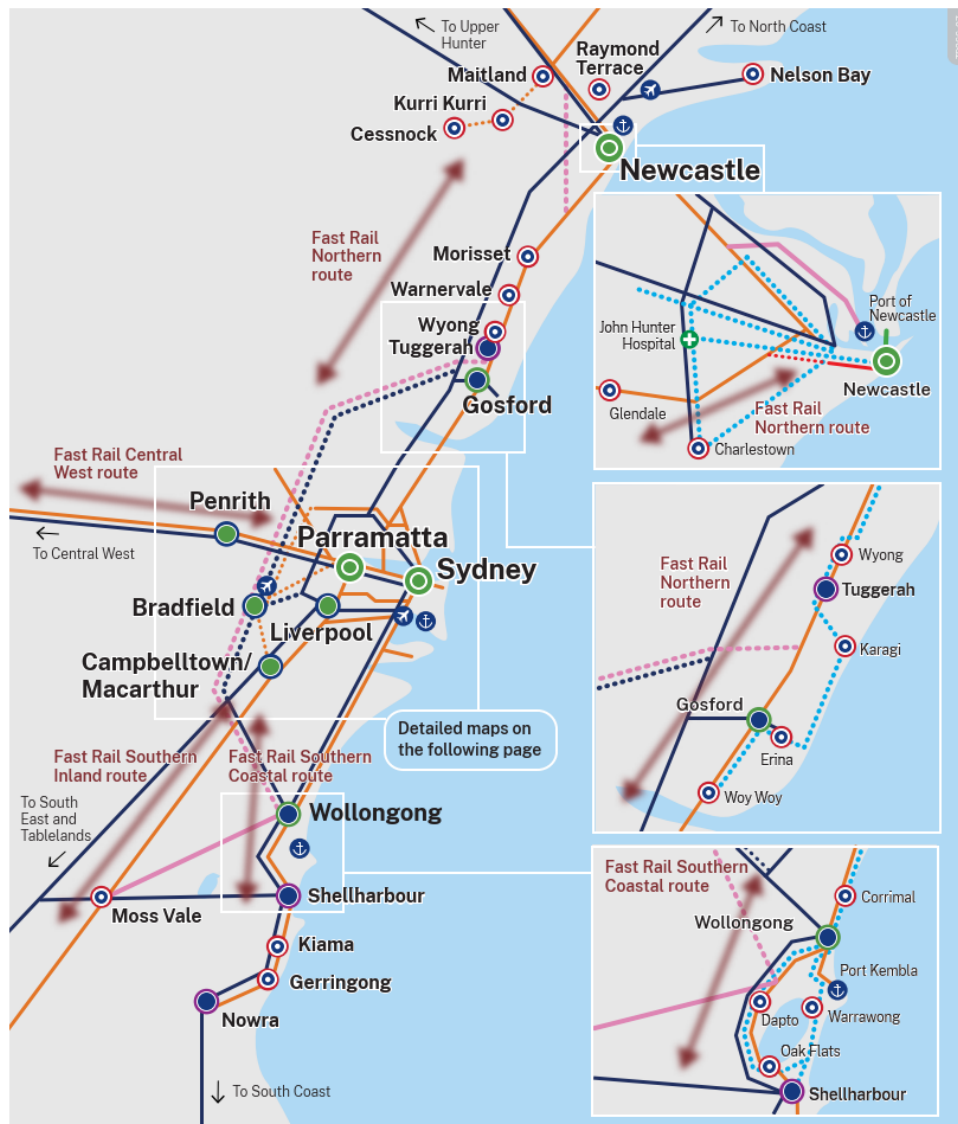 To Upper
Hunter
To North Coast
Raymond
Terrace
Maitland
Nelson Bay
Kurri Kurri
Cessnock
Newcastle
Fast Rail
Northern
route
Morisset
Warnervale
Wyong
Tuggerah
Gosford
Fast Rail Central
West route
Penrith
To Central West
Parramatta
Sydney
Bradfield
Liverpool
Campbelltown/
Macarthur
Detailed maps on
the following page
Fast Rail Southern
Inland route
Fast Rail Southern
Coastal route
To South
East and
Tablelands
Wollongong
Moss Vale
Shellharbour
Kiama
Gerringong
Nowra
To South Coast
Port of
Newcastle
John Hunter
Hospital
Newcastle
Glendale
Fast Rail
Northern route
Charlestown
Wyong
Fast Rail
Northern
route
Tuggerah
Karagi
Gosford
Erina
Woy Woy
Fast Rail Southern
Coastal route
Corrimal
Wollongong
Port Kembla
Dapto
Warrawong
Oak Flats
Shellharbour